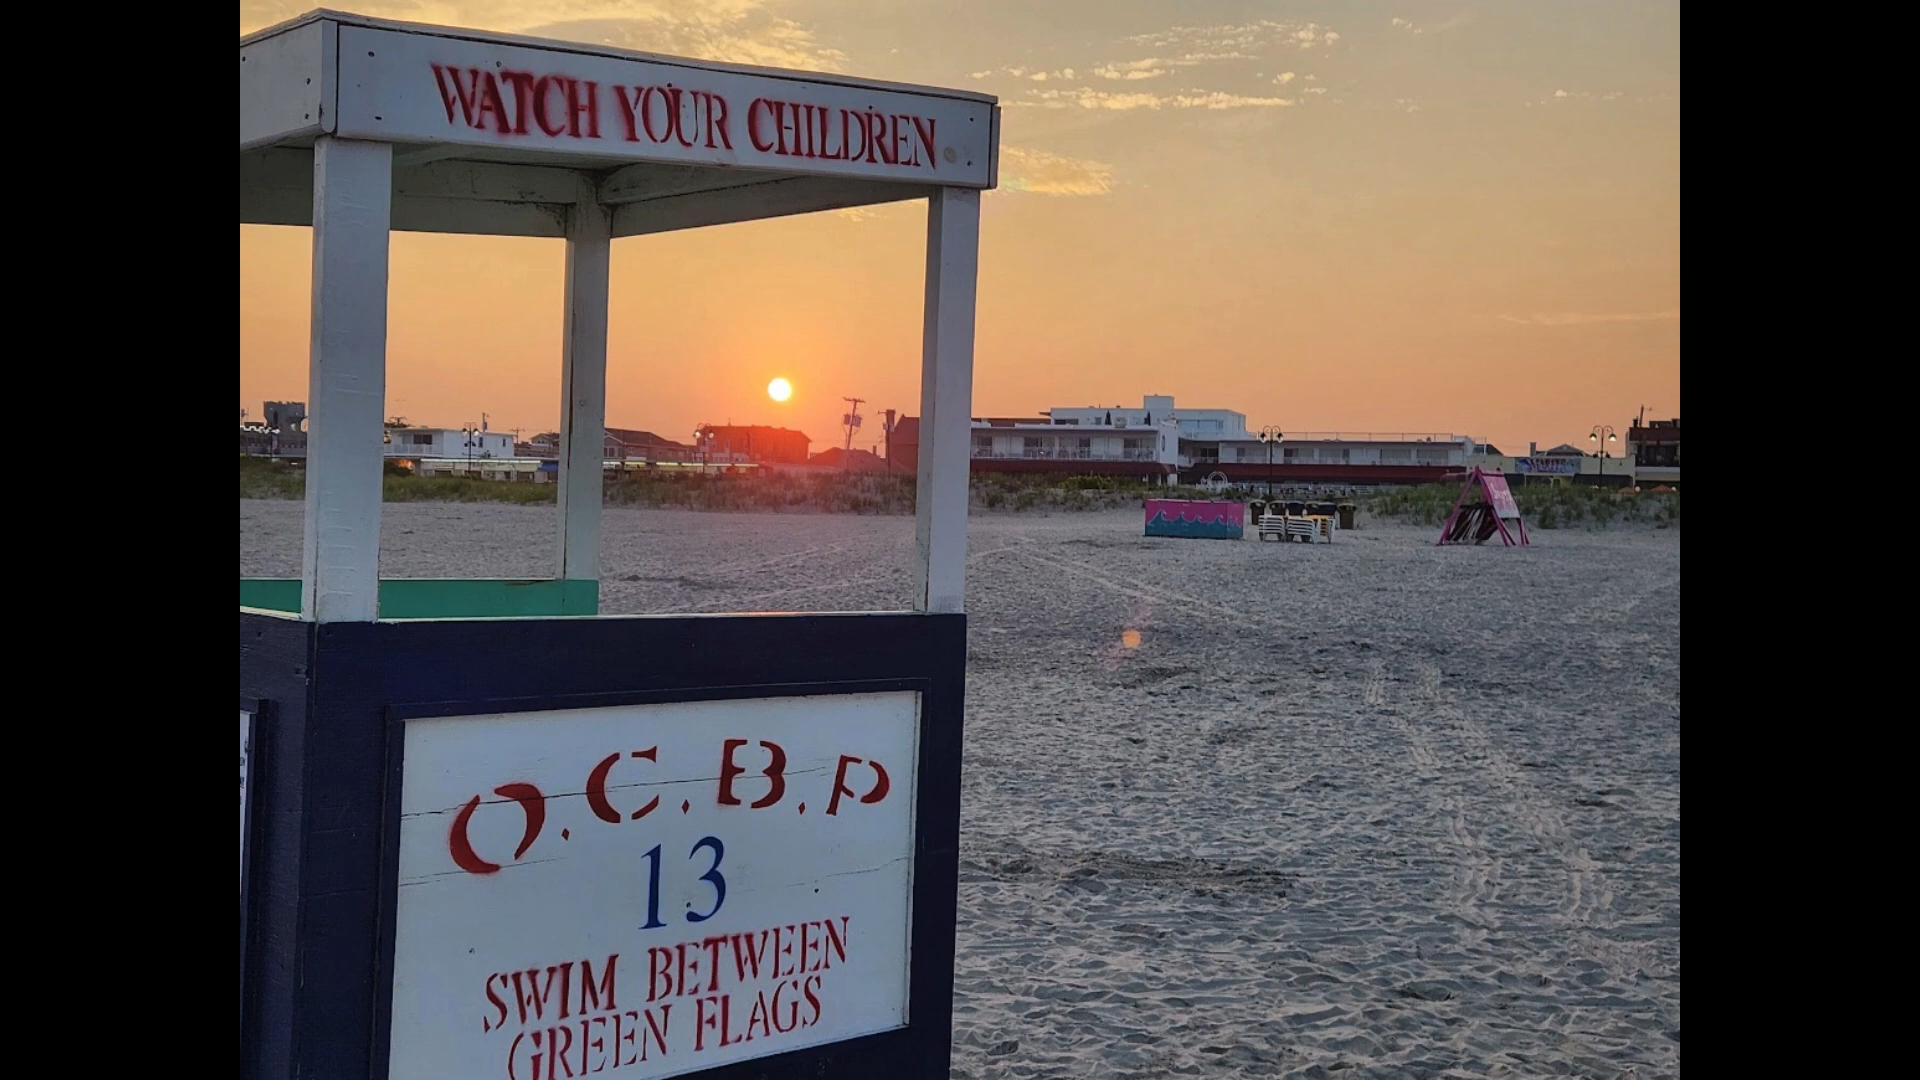 WATCH YOUR CHILDREN
O.C.B.P
13
SWIM BETWEEN
GREEN FLAGS